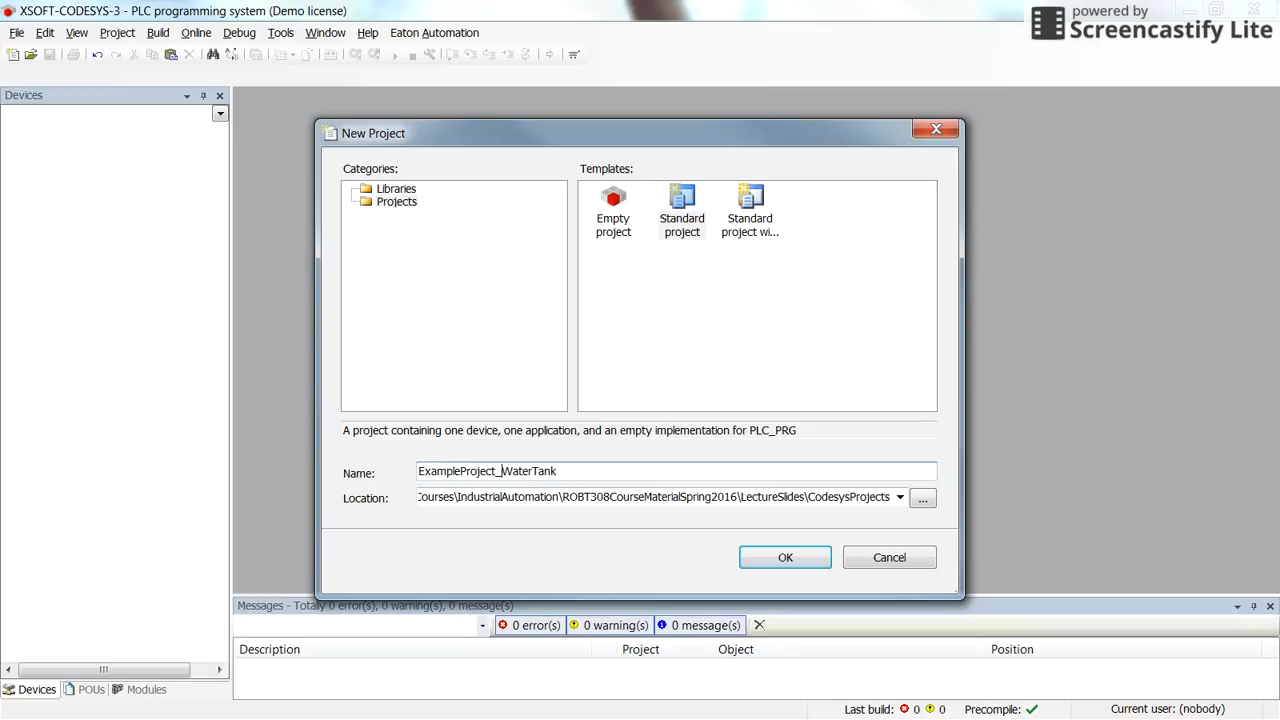 XSOFT-CODESYS-3 - PLC programming system (Demo license)
powered by
Screencastify Lite
File Edit View Project Build Online Debug Tools Window Help Eaton Automation
Devices
New Project
Categories:
Templates:
Libraries
Projects
Empty
project
Standard
project
Standard
project wi...
A project containing one device, one application, and an empty implementation for PLC_PRG
Name:
ExampleProject_WaterTank
Location:
Courses\IndustrialAutomation\ROBT308CourseMaterialSpring2016\LectureSlides\CodesysProjects
...
OK
Cancel
Messages - Totally 0 error(s), 0 warning(s), 0 message(s)
0 error(s)
0 warning(s)
0 message(s)
Description Project Object Position
Devices POUs Modules
Last build: 0 0 Precompile: Current user: (nobody)